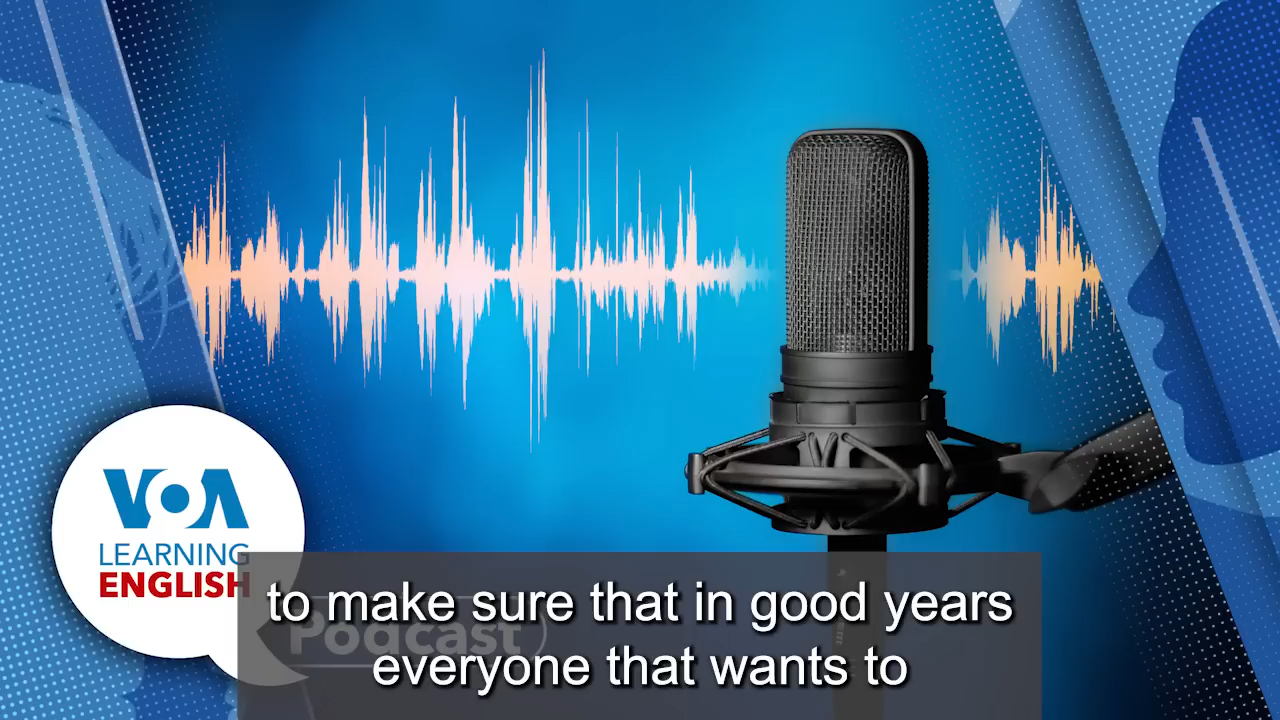 VOA
LEARNING
ENGLISH
Podcast
to make sure that in good years
everyone that wants to